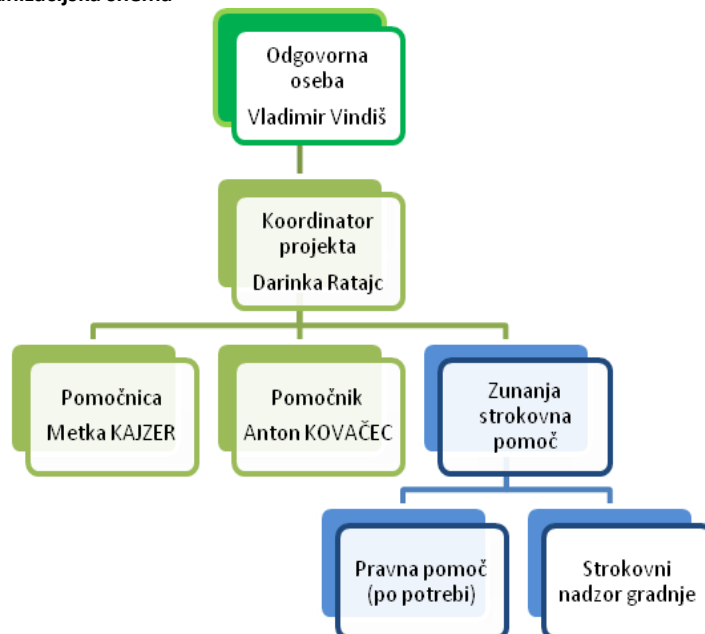 Odgovorna
oseba
Vladimir Vindiš
Koordinator
projekta
Darinka Ratajc
Pomočnica
Metka KAJZER
Pomočnik
Anton KOVAČEC
Zunanja
strokovna
pomoč
Pravna pomoč
(po potrebi)
Strokovni
nadzor gradnje